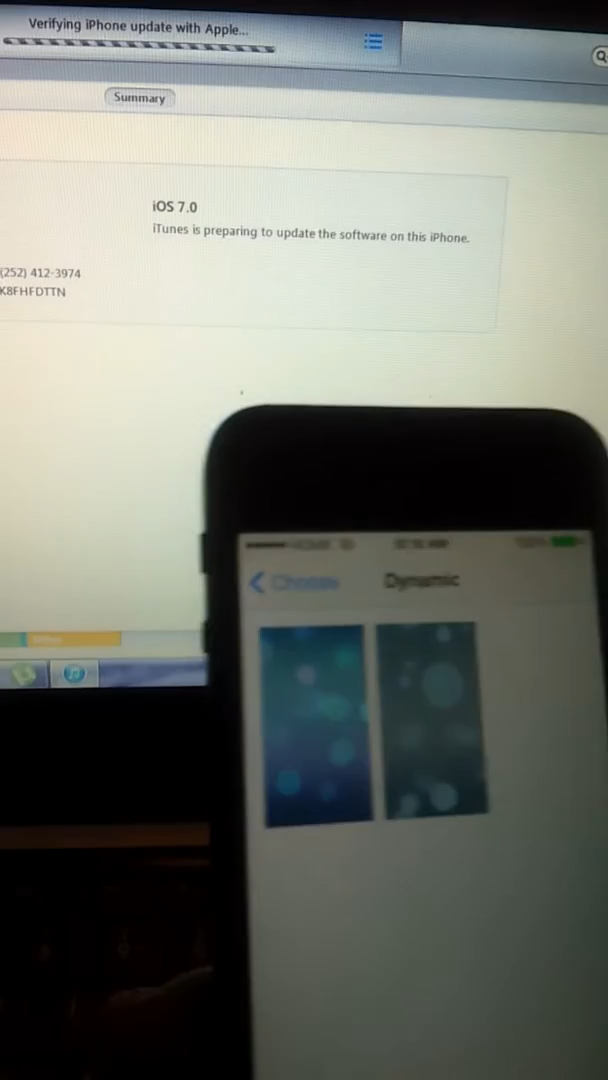 Verifying iPhone update with Apple...
Summary
iOS 7.0
iTunes is preparing to update the software on this iPhone.
(252) 412-3974
K8FHFDTTN
Choose
Dynamic